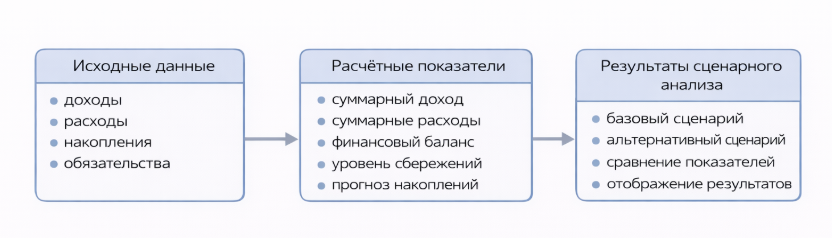 Исходные данные
доходы
расходы
накопления
обязательства
Расчётные показатели
суммарный доход
суммарные расходы
финансовый баланс
уровень сбережений
прогноз накоплений
Результаты сценарного
анализа
базовый сценарий
альтернативный сценарий
сравнение показателей
отображение результатов